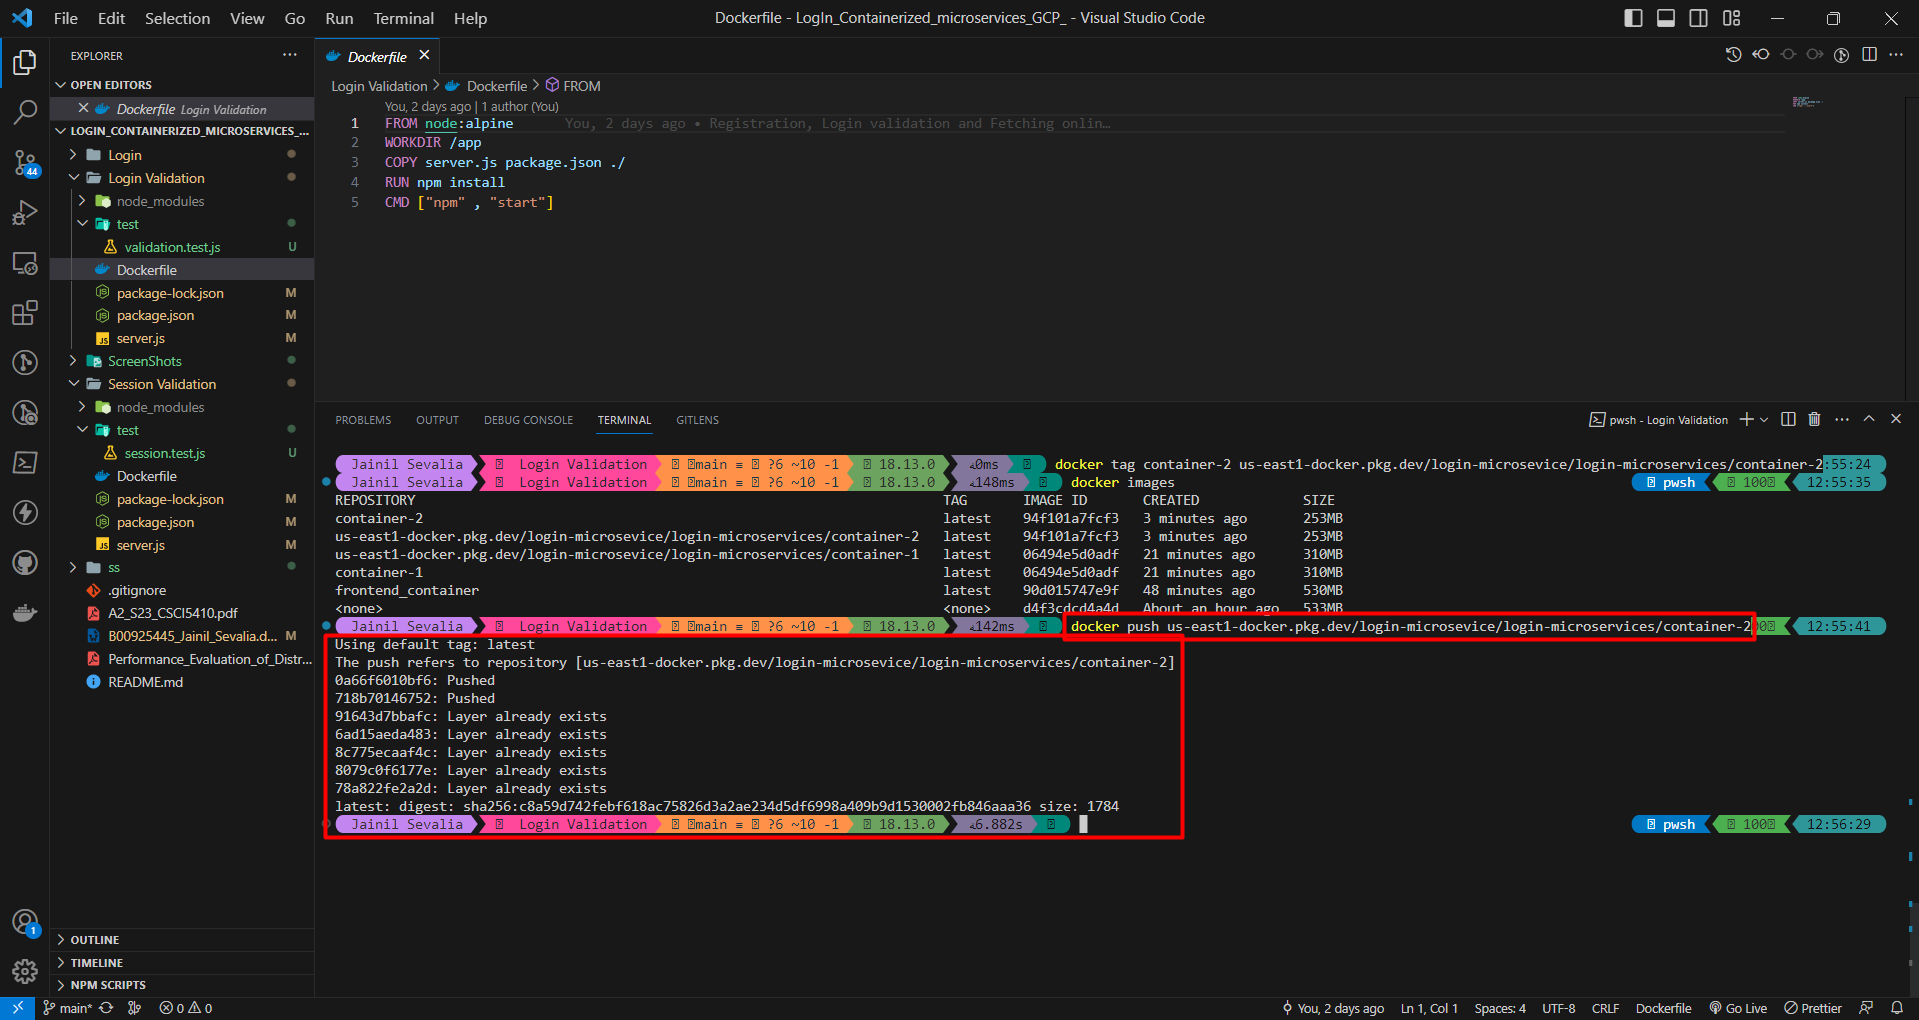 File Edit Selection View Go Run Terminal Help
Dockerfile - LogIn_Containerized_microservices_GCP_ - Visual Studio Code
EXPLORER
OPEN EDITORS
Dockerfile Login Validation
LOGIN_CONTAINERIZED_MICROSERVICES_...
Login
Login Validation
node_modules
test
validation.test.js U
Dockerfile
package-lock.json M
package.json M
server.js M
ScreenShots
Session Validation
node_modules
test
session.test.js U
Dockerfile
package-lock.json M
package.json M
server.js M
ss
.gitignore
A2_S23_CSCI5410.pdf
B00925445_Jainil_Sevalia.d... M
Performance_Evaluation_of_Distr...
README.md
OUTLINE
TIMELINE
NPM SCRIPTS
44
1
Dockerfile
Login Validation > Dockerfile > FROM
You, 2 days ago | 1 author (You)
1 FROM node:alpine You, 2 days ago • Registration, Login validation and Fetching onlin…
2 WORKDIR /app
3 COPY server.js package.json ./
4 RUN npm install
5 CMD ["npm" , "start"]
PROBLEMS OUTPUT DEBUG CONSOLE TERMINAL GITLENS
pwsh - Login Validation
Jainil Sevalia Login Validation main ≡ ?6 ~10 -1 18.13.0 0ms docker tag container-2 us-east1-docker.pkg.dev/login-microsevice/login-microservices/container-2:55:24
Jainil Sevalia Login Validation main ≡ ?6 ~10 -1 18.13.0 148ms docker images pwsh 100 12:55:35
REPOSITORY TAG IMAGE ID CREATED SIZE
container-2 latest 94f101a7fcf3 3 minutes ago 253MB
us-east1-docker.pkg.dev/login-microsevice/login-microservices/container-2 latest 94f101a7fcf3 3 minutes ago 253MB
us-east1-docker.pkg.dev/login-microsevice/login-microservices/container-1 latest 06494e5d0adf 21 minutes ago 310MB
container-1 latest 06494e5d0adf 21 minutes ago 310MB
frontend_container latest 90d015747e9f 48 minutes ago 530MB
<none> <none> d4f3cdcd4a4d About an hour ago 533MB
Jainil Sevalia Login Validation main ≡ ?6 ~10 -1 18.13.0 142ms docker push us-east1-docker.pkg.dev/login-microsevice/login-microservices/container-2 12:55:41
Using default tag: latest
The push refers to repository [us-east1-docker.pkg.dev/login-microsevice/login-microservices/container-2]
0a66f6010bf6: Pushed
718b70146752: Pushed
91643d7bbafc: Layer already exists
6ad15aeda483: Layer already exists
8c775ecaaf4c: Layer already exists
8079c0f6177e: Layer already exists
78a822fe2a2d: Layer already exists
latest: digest: sha256:c8a59d742febf618ac75826d3a2ae234d5df6998a409b9d1530002fb846aaa36 size: 1784
Jainil Sevalia Login Validation main ≡ ?6 ~10 -1 18.13.0 6.882s pwsh 100 12:56:29
main* 0 0 You, 2 days ago Ln 1, Col 1 Spaces: 4 UTF-8 CRLF Dockerfile Go Live Prettier